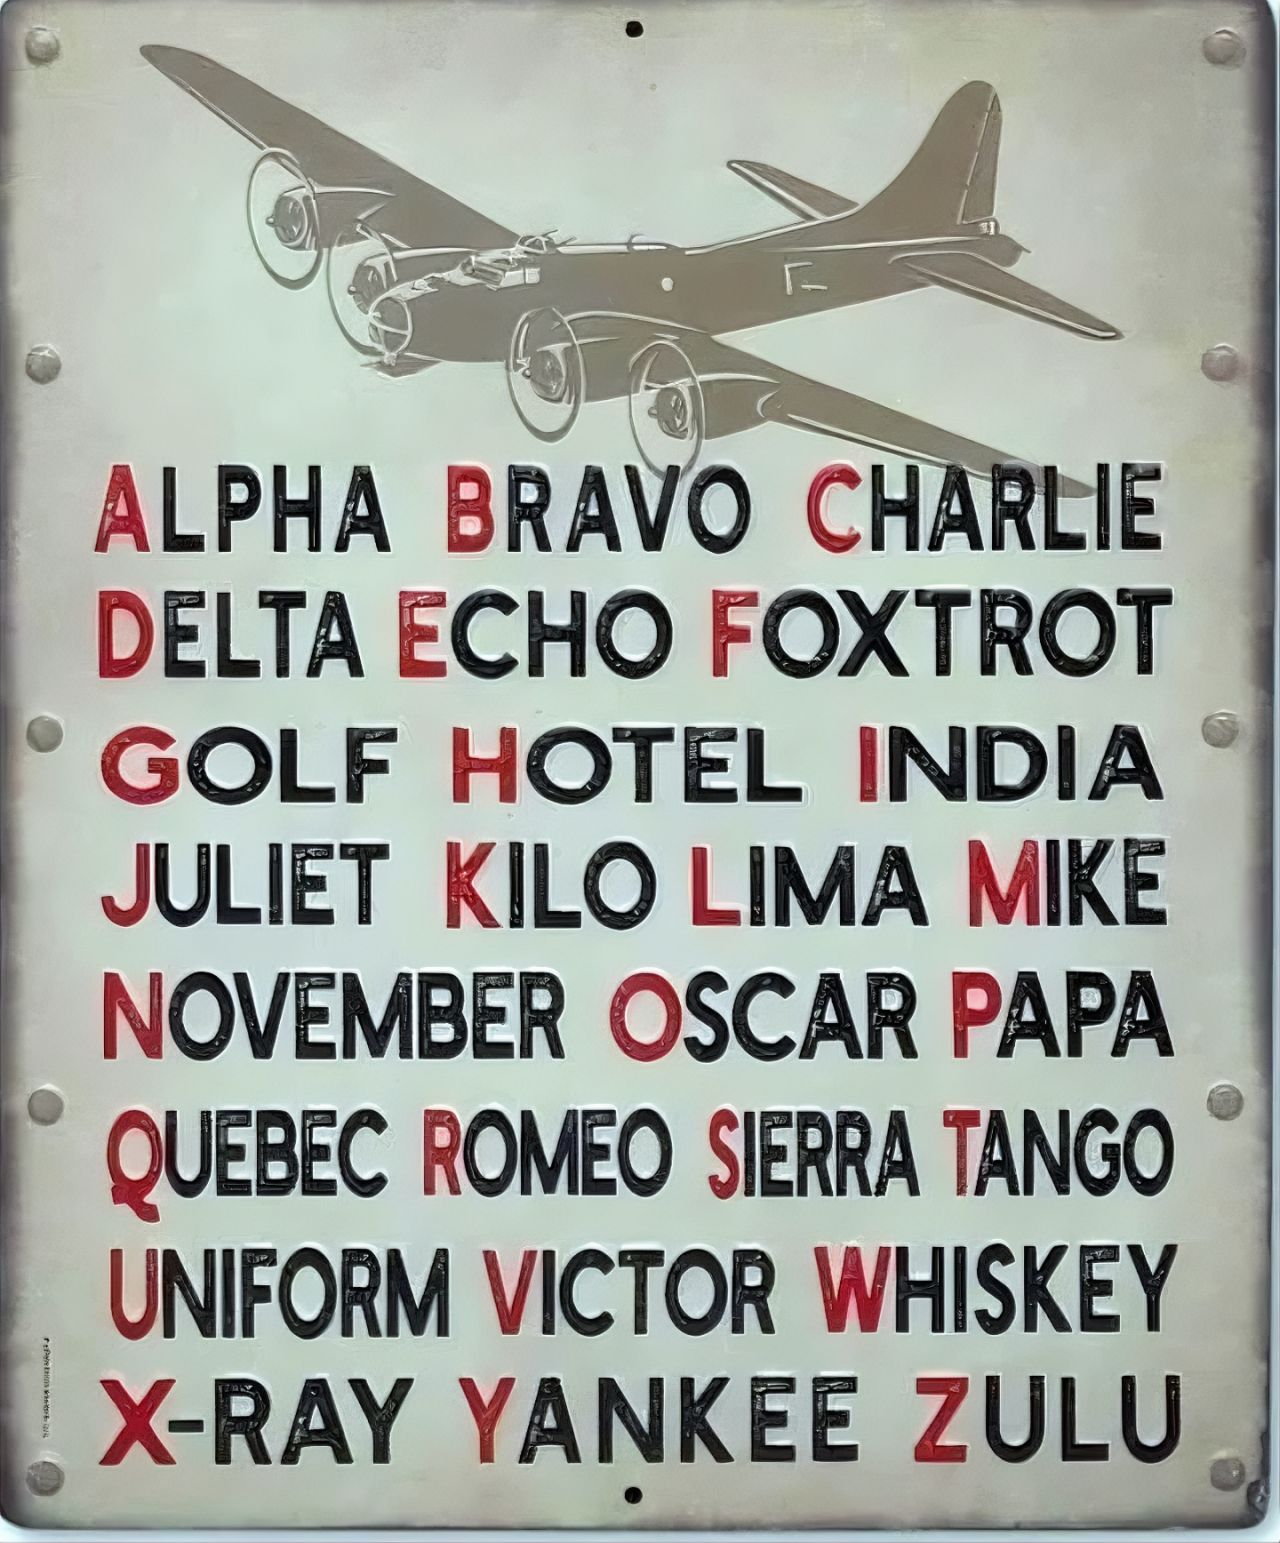 ALPHA BRAVO CHARLIE
DELTA ECHO FOXTROT
GOLF HOTEL INDIA
JULIET KILO LIMA MIKE
NOVEMBER OSCAR PAPA
QUEBEC ROMEO SIERRA TANGO
UNIFORM VICTOR WHISKEY
X-RAY YANKEE ZULU